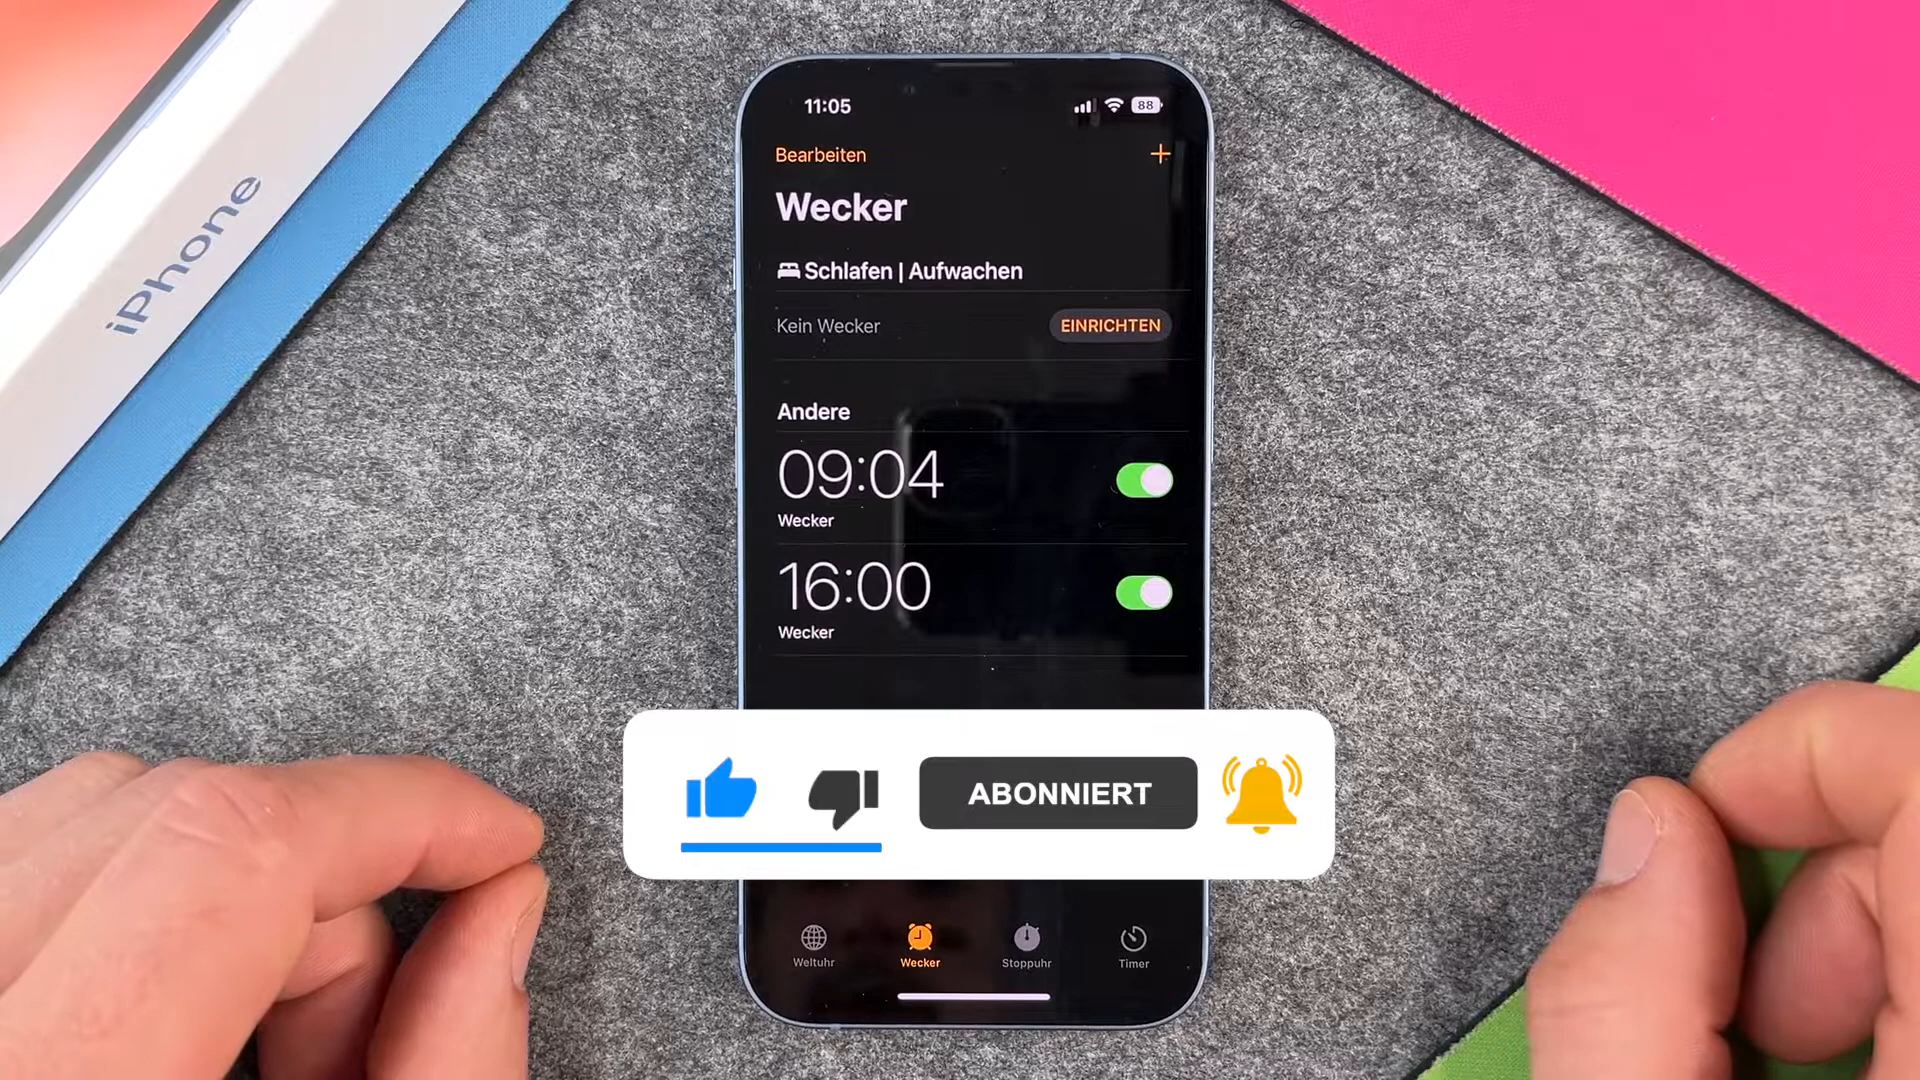 iPhone
11:05
88
Bearbeiten
+
Wecker
Schlafen | Aufwachen
Kein Wecker
EINRICHTEN
Andere
09:04
Wecker
16:00
Wecker
ABONNIERT
Weltuhr
Wecker
Stoppuhr
Timer